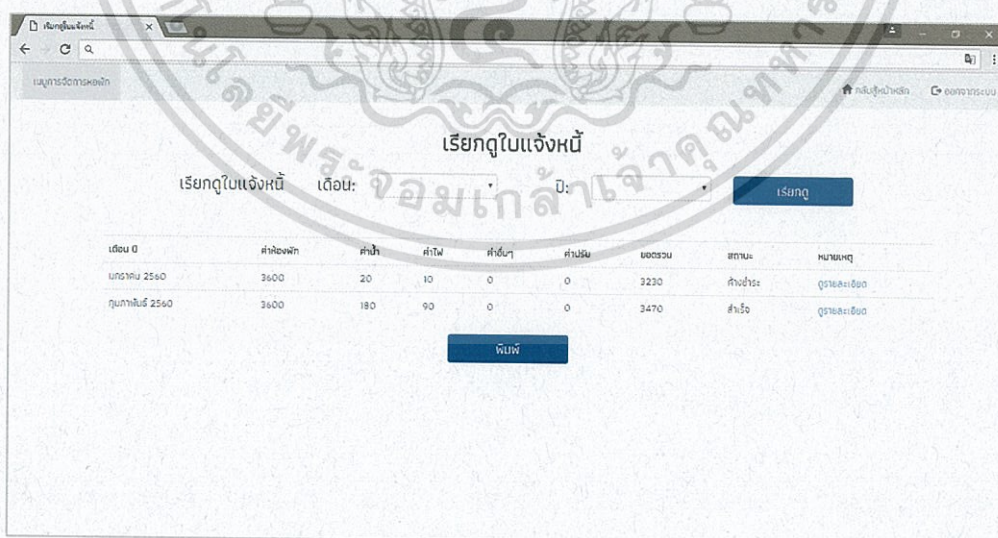 เรียกดูใบแจ้งหนี้
เมนูการจัดการหอพัก
กลับสู่หน้าหลัก ออกจากระบบ
เรียกดูใบแจ้งหนี้
เรียกดูใบแจ้งหนี้ เดือน: ปี: เรียกดู
เดือน ปี ค่าห้องพัก ค่าน้ำ ค่าไฟ ค่าอื่นๆ ค่าปรับ ยอดรวม สถานะ หมายเหตุ
มกราคม 2560 3600 20 10 0 0 3230 ค้างชำระ ดูรายละเอียด
กุมภาพันธ์ 2560 3600 180 90 0 0 3470 สำเร็จ ดูรายละเอียด
พิมพ์
พระจอมเกล้าเจ้าคุณทหาร